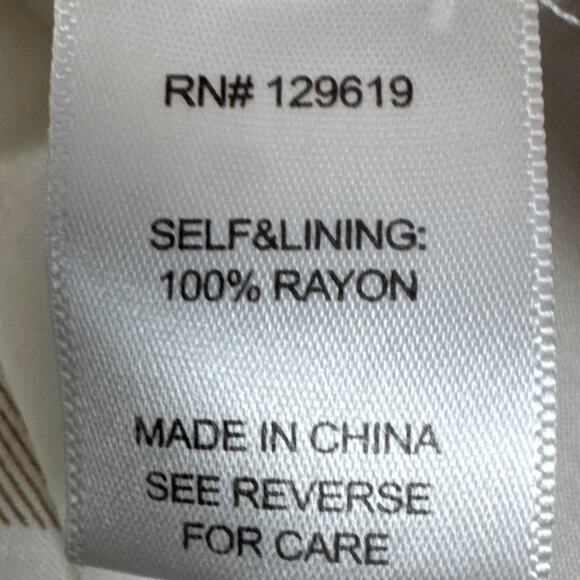 RN# 129619
SELF&LINING:
100% RAYON
MADE IN CHINA
SEE REVERSE
FOR CARE